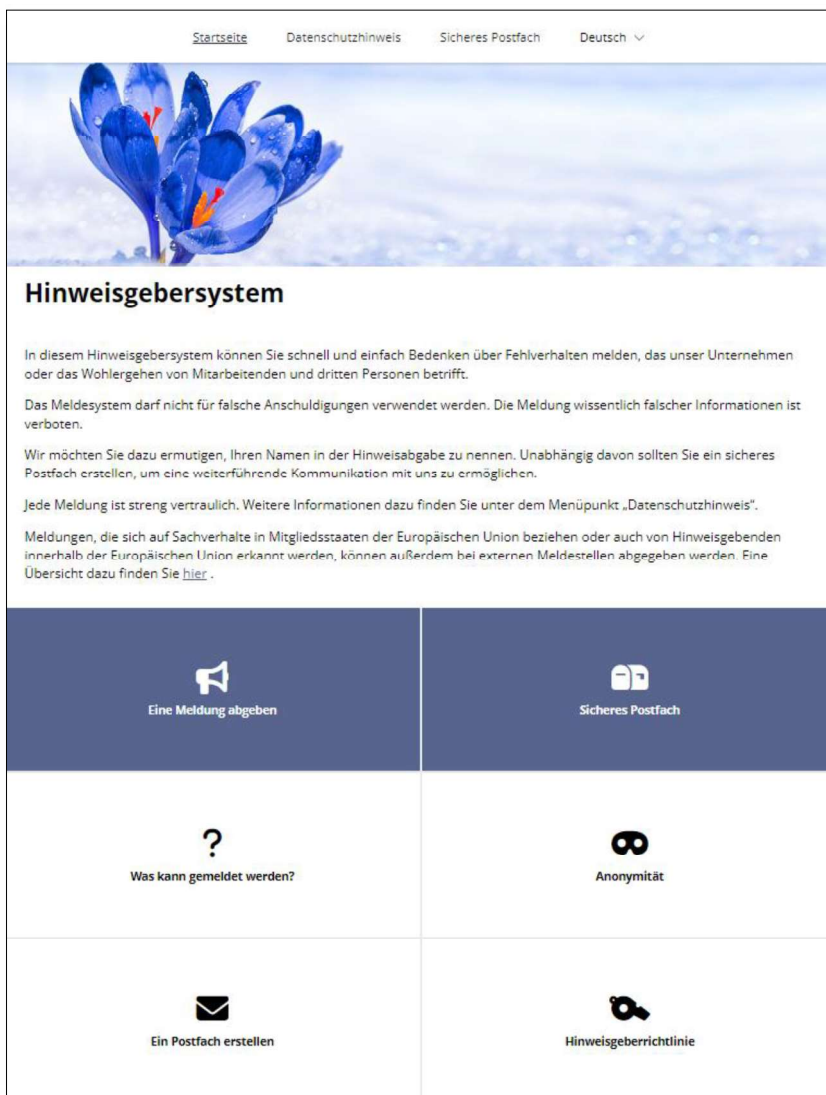 Startseite Datenschutzhinweis Sicheres Postfach Deutsch
Hinweisgebersystem
In diesem Hinweisgebersystem können Sie schnell und einfach Bedenken über Fehlverhalten melden, das unser Unternehmen
oder das Wohlergehen von Mitarbeitenden und dritten Personen betrifft.
Das Meldesystem darf nicht für falsche Anschuldigungen verwendet werden. Die Meldung wissentlich falscher Informationen ist
verboten.
Wir möchten Sie dazu ermutigen, Ihren Namen in der Hinweisabgabe zu nennen. Unabhängig davon sollten Sie ein sicheres
Postfach erstellen, um eine weiterführende Kommunikation mit uns zu ermöglichen.
Jede Meldung ist streng vertraulich. Weitere Informationen dazu finden Sie unter dem Menüpunkt „Datenschutzhinweis“.
Meldungen, die sich auf Sachverhalte in Mitgliedsstaaten der Europäischen Union beziehen oder auch von Hinweisgebenden
innerhalb der Europäischen Union erkannt werden, können außerdem bei externen Meldestellen abgegeben werden. Eine
Übersicht dazu finden Sie hier .
Eine Meldung abgeben Sicheres Postfach
?
Was kann gemeldet werden? Anonymität
Ein Postfach erstellen Hinweisgeberrichtlinie